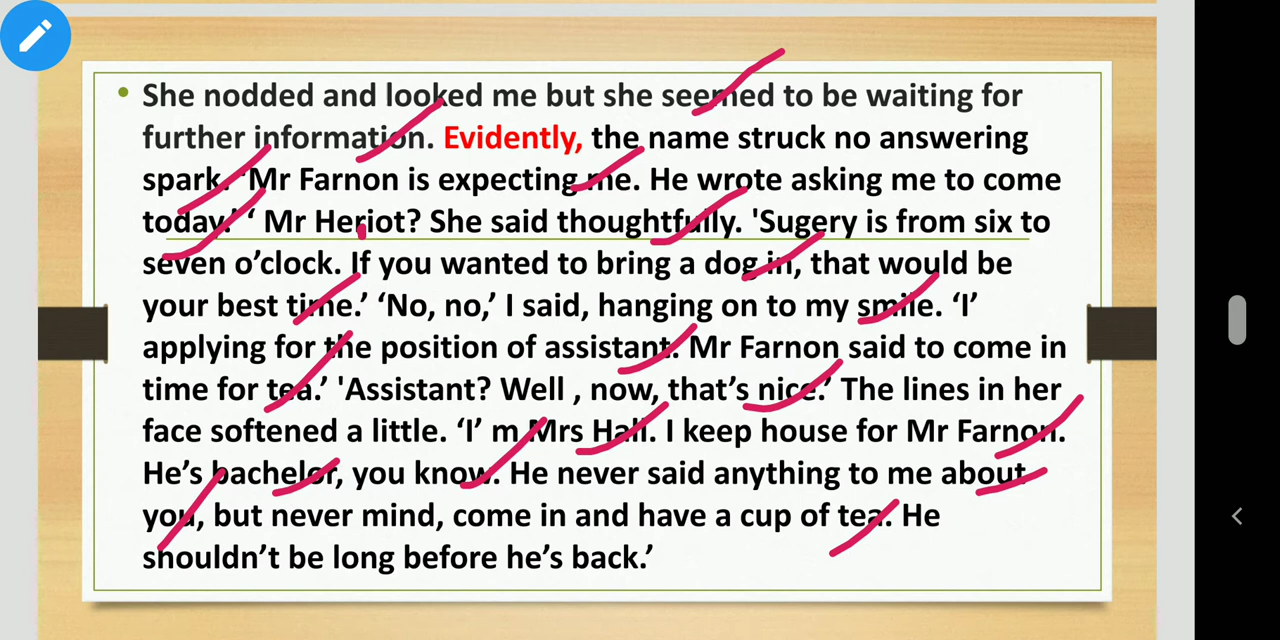 • She nodded and looked me but she seemed to be waiting for
further information. Evidently, the name struck no answering
spark. 'Mr Farnon is expecting me. He wrote asking me to come
today.' ‘ Mr Heriot? She said thoughtfully. 'Sugery is from six to
seven o’clock. If you wanted to bring a dog in, that would be
your best time.’ ‘No, no,’ I said, hanging on to my smile. ‘I’
applying for the position of assistant. Mr Farnon said to come in
time for tea.’ 'Assistant? Well , now, that’s nice.’ The lines in her
face softened a little. ‘I’ m Mrs Hall. I keep house for Mr Farnon.
He’s bachelor, you know. He never said anything to me about
you, but never mind, come in and have a cup of tea. He
shouldn’t be long before he’s back.’